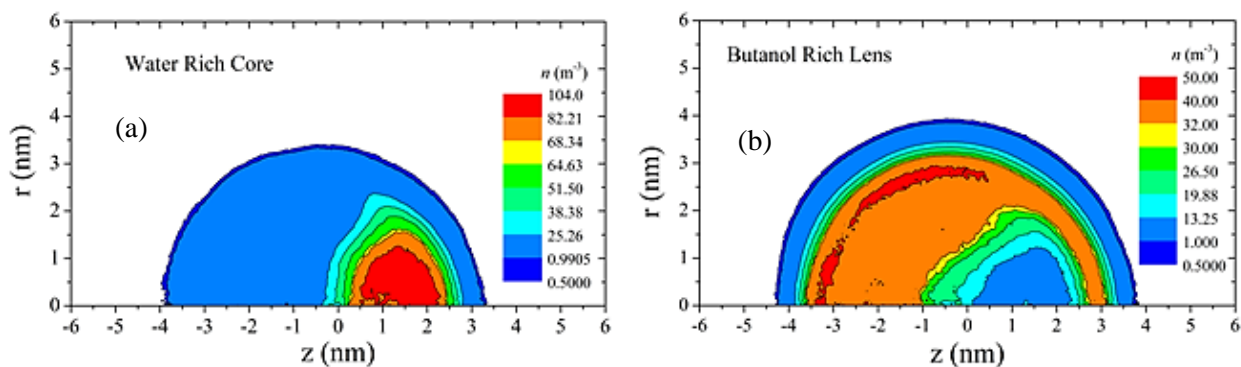 Water Rich Core
(a)
n (m⁻³)
104.0
82.21
68.34
64.63
51.50
38.38
25.26
0.9905
0.5000
6
5
4
3
2
1
0
r (nm)
-6 -5 -4 -3 -2 -1 0 1 2 3 4 5 6
z (nm)
Butanol Rich Lens
(b)
n (m⁻³)
50.00
40.00
32.00
30.00
26.50
19.88
13.25
1.000
0.5000
6
5
4
3
2
1
0
r (nm)
-6 -5 -4 -3 -2 -1 0 1 2 3 4 5 6
z (nm)